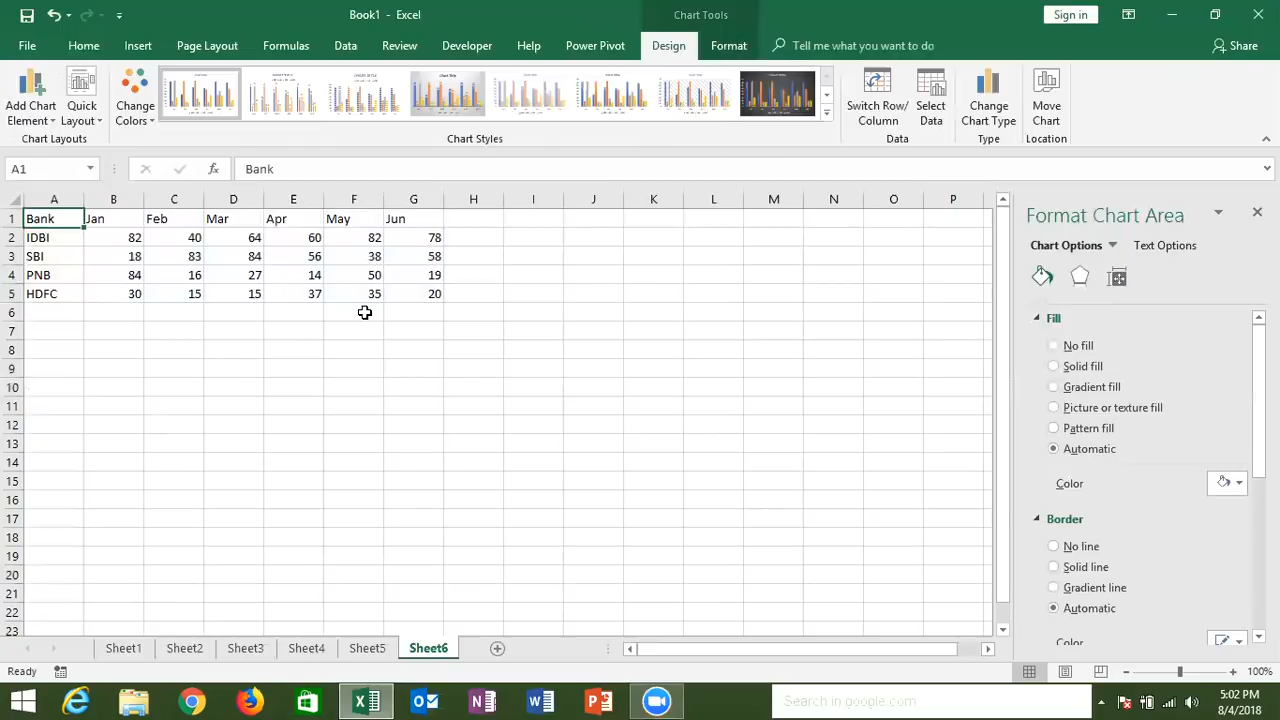 Book1 - Excel
Chart Tools
Sign in
File Home Insert Page Layout Formulas Data Review View Developer Help Power Pivot Design Format Tell me what you want to do Share
Add Chart Element Quick Layout Change Colors Switch Row/ Column Select Data Change Chart Type Move Chart
Chart Layouts Chart Styles Data Type Location
A1 fx Bank
A B C D E F G H I J K L M N O P
1 Bank Jan Feb Mar Apr May Jun
2 IDBI 82 40 64 60 82 78
3 SBI 18 83 84 56 38 58
4 PNB 84 16 27 14 50 19
5 HDFC 30 15 15 37 35 20
6
7
8
9
10
11
12
13
14
15
16
17
18
19
20
21
22
23
Format Chart Area
Chart Options Text Options
Fill
No fill
Solid fill
Gradient fill
Picture or texture fill
Pattern fill
Automatic
Color
Border
No line
Solid line
Gradient line
Automatic
Color
Sheet1 Sheet2 Sheet3 Sheet4 Sheet5 Sheet6
Ready 100%
Search in google.com
5:02 PM
8/4/2018